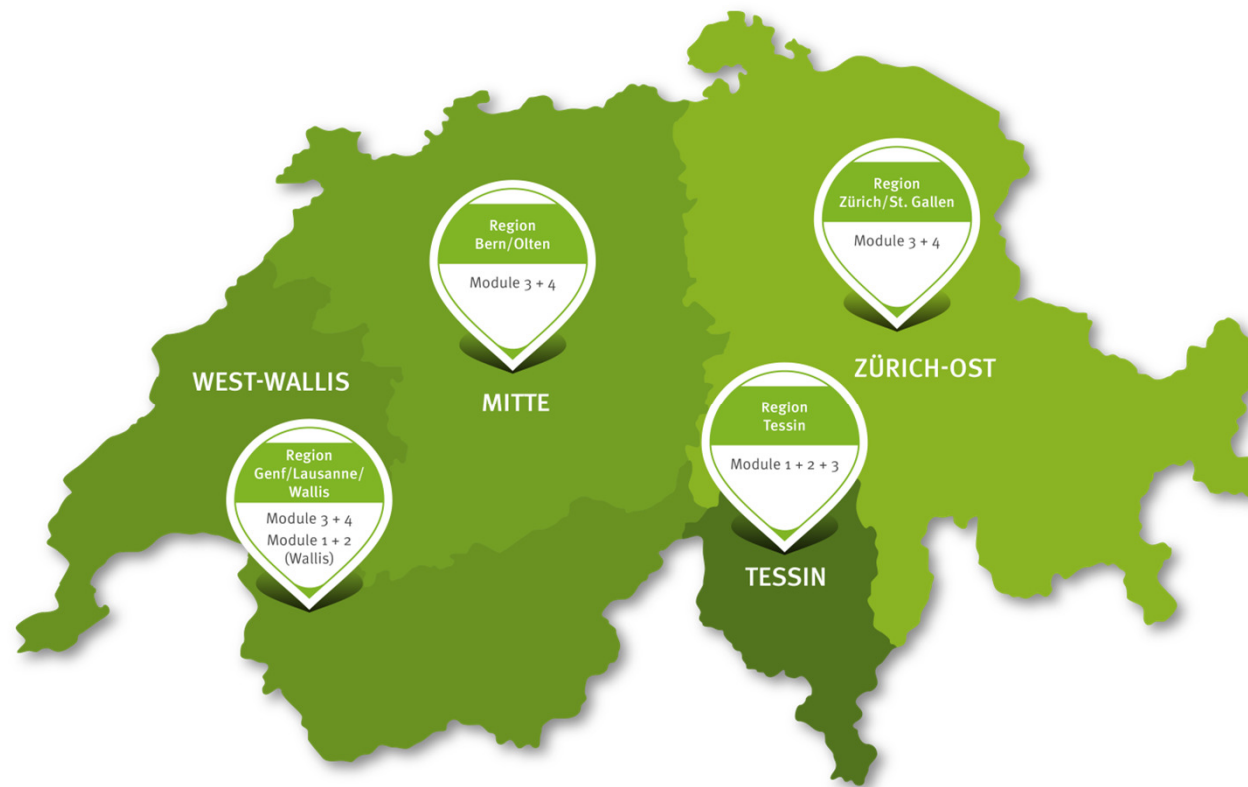 Region
Zürich/St. Gallen
Module 3 + 4
ZÜRICH-OST
Region
Bern/Olten
Module 3 + 4
MITTE
WEST-WALLIS
Region
Genf/Lausanne/
Wallis
Module 3 + 4
Module 1 + 2
(Wallis)
Region
Tessin
Module 1 + 2 + 3
TESSIN